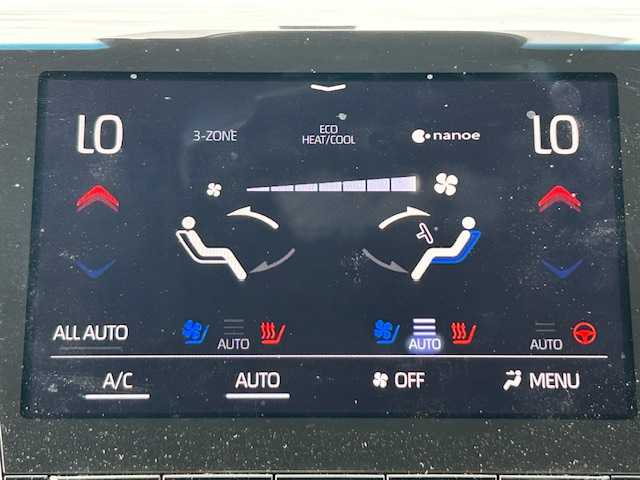 LO
3-ZONE
ECO
HEAT/COOL
nanoe
LO
ALL AUTO
AUTO
AUTO
AUTO
A/C
AUTO
OFF
MENU